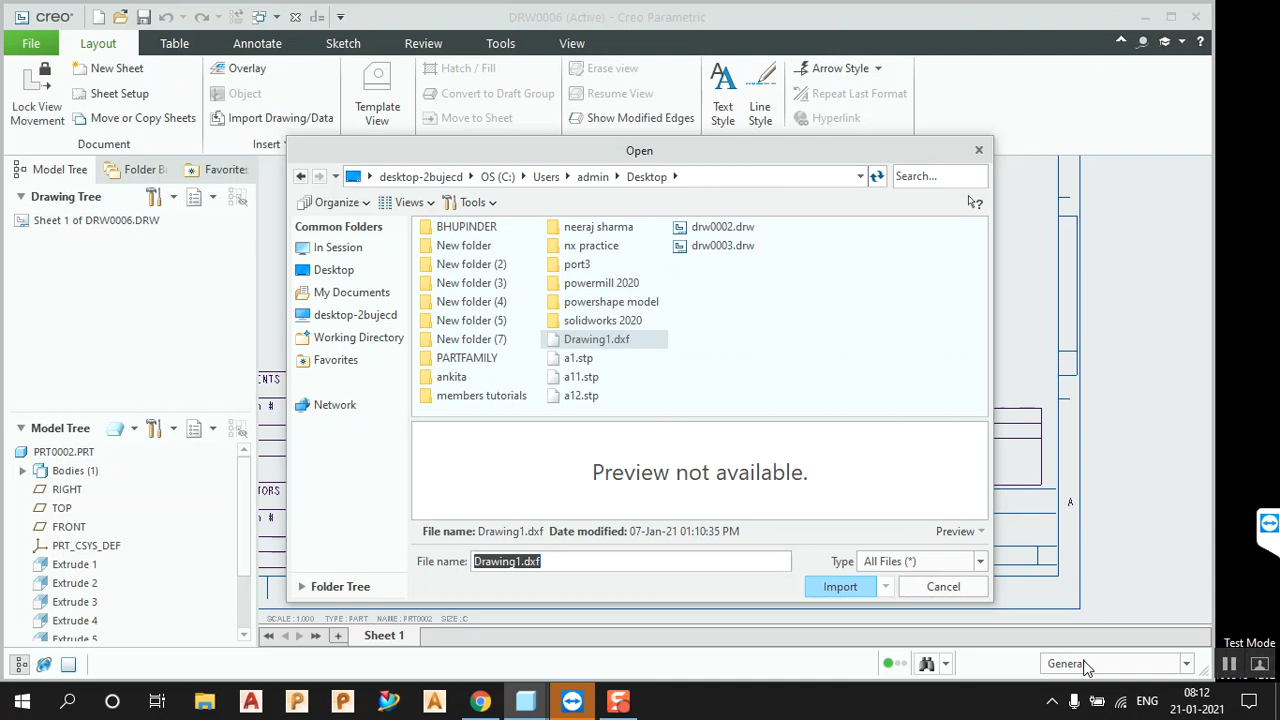 creo°
DRW0006 (Active) - Creo Parametric
File
Layout
Table
Annotate
Sketch
Review
Tools
View
Lock View
Movement
New Sheet
Sheet Setup
Move or Copy Sheets
Document
Overlay
Object
Import Drawing/Data
Insert
Template
View
Hatch / Fill
Convert to Draft Group
Move to Sheet
Erase view
Resume View
Show Modified Edges
Text
Style
Line
Style
Arrow Style
Repeat Last Format
Hyperlink
Model Tree
Folder B
Favorites
Drawing Tree
Sheet 1 of DRW0006.DRW
Model Tree
PRT0002.PRT
Bodies (1)
RIGHT
TOP
FRONT
PRT_CSYS_DEF
Extrude 1
Extrude 2
Extrude 3
Extrude 4
Extrude 5
Open
desktop-2bujecd
OS (C:)
Users
admin
Desktop
Search...
Organize
Views
Tools
Common Folders
In Session
Desktop
My Documents
desktop-2bujecd
Working Directory
Favorites
Network
BHUPINDER
New folder
New folder (2)
New folder (3)
New folder (4)
New folder (5)
New folder (7)
PARTFAMILY
ankita
members tutorials
neeraj sharma
nx practice
port3
powermill 2020
powershape model
solidworks 2020
Drawing1.dxf
a1.stp
a11.stp
a12.stp
drw0002.drw
drw0003.drw
Preview not available.
File name: Drawing1.dxf Date modified: 07-Jan-21 01:10:35 PM
Preview
File name: Drawing1.dxf
Type All Files (*)
Folder Tree
Import
Cancel
ENTS
#
TORS
#
A
SCALE : 1.000 TYPE : PART NAME : PRT0002 SIZE : C
Sheet 1
General
Test Mode
ENG
08:12
21-01-2021